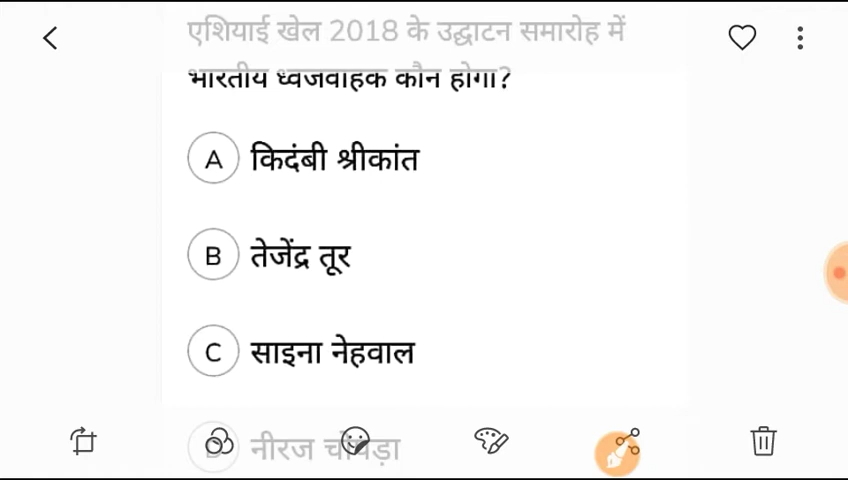 एशियाई खेल 2018 के उद्घाटन समारोह में
भारतीय ध्वजवाहक कौन होगा?
A किदंबी श्रीकांत
B तेजेंद्र तूर
C साइना नेहवाल
D नीरज चोपड़ा